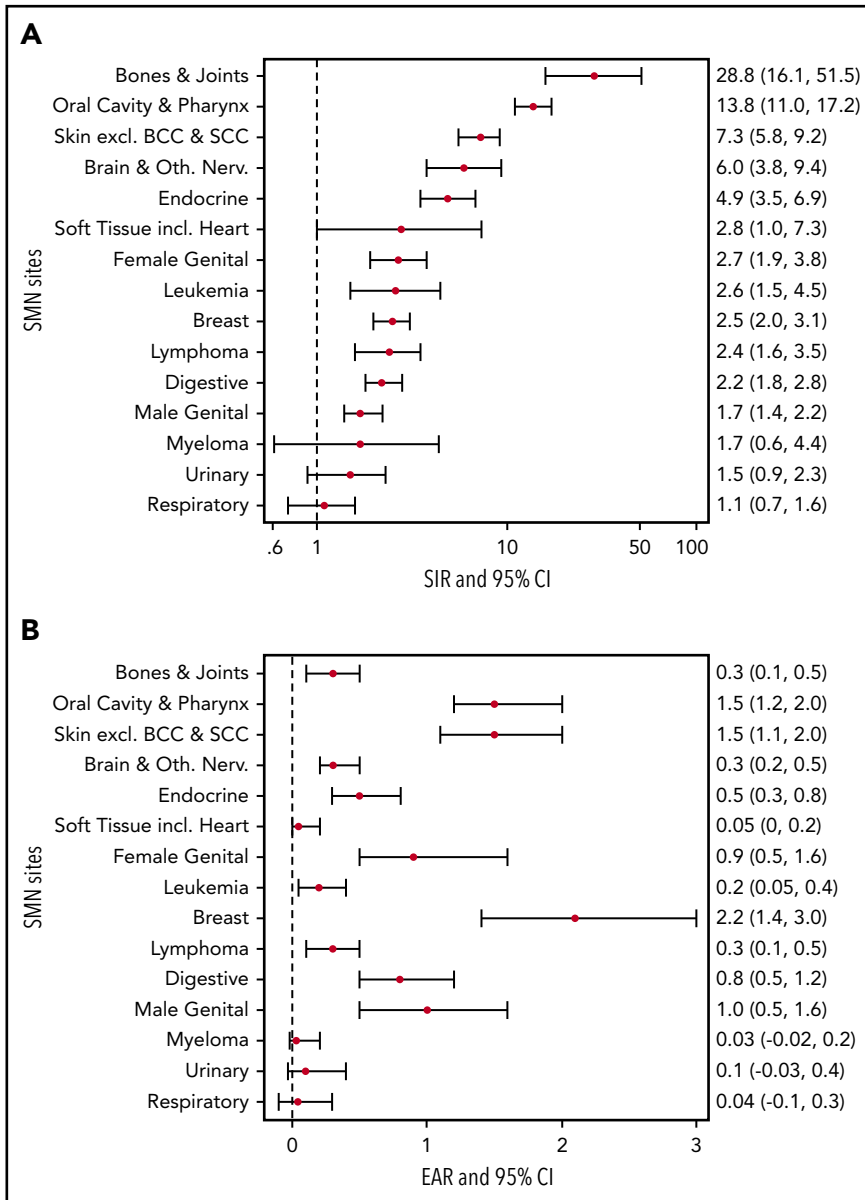 A
Bones & Joints 28.8 (16.1, 51.5)
Oral Cavity & Pharynx 13.8 (11.0, 17.2)
Skin excl. BCC & SCC 7.3 (5.8, 9.2)
Brain & Oth. Nerv. 6.0 (3.8, 9.4)
Endocrine 4.9 (3.5, 6.9)
Soft Tissue incl. Heart 2.8 (1.0, 7.3)
Female Genital 2.7 (1.9, 3.8)
Leukemia 2.6 (1.5, 4.5)
Breast 2.5 (2.0, 3.1)
Lymphoma 2.4 (1.6, 3.5)
Digestive 2.2 (1.8, 2.8)
Male Genital 1.7 (1.4, 2.2)
Myeloma 1.7 (0.6, 4.4)
Urinary 1.5 (0.9, 2.3)
Respiratory 1.1 (0.7, 1.6)
SMN sites
.6 1 10 50 100
SIR and 95% CI
B
Bones & Joints 0.3 (0.1, 0.5)
Oral Cavity & Pharynx 1.5 (1.2, 2.0)
Skin excl. BCC & SCC 1.5 (1.1, 2.0)
Brain & Oth. Nerv. 0.3 (0.2, 0.5)
Endocrine 0.5 (0.3, 0.8)
Soft Tissue incl. Heart 0.05 (0, 0.2)
Female Genital 0.9 (0.5, 1.6)
Leukemia 0.2 (0.05, 0.4)
Breast 2.2 (1.4, 3.0)
Lymphoma 0.3 (0.1, 0.5)
Digestive 0.8 (0.5, 1.2)
Male Genital 1.0 (0.5, 1.6)
Myeloma 0.03 (-0.02, 0.2)
Urinary 0.1 (-0.03, 0.4)
Respiratory 0.04 (-0.1, 0.3)
SMN sites
0 1 2 3
EAR and 95% CI